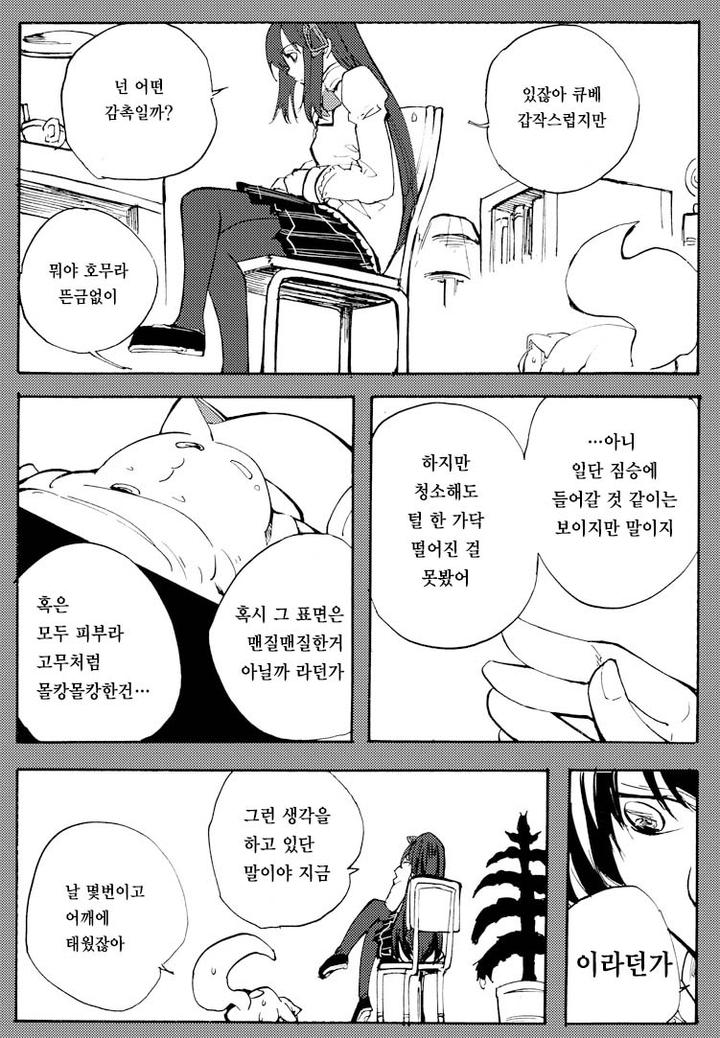 있잖아 큐베
갑작스럽지만
넌 어떤
감촉일까?
뭐야 호무라
뜬금없이
…아니
일단 짐승에
들어갈 것 같이는
보이지만 말이지
하지만
청소해도
털 한 가닥
떨어진 걸
못봤어
혹시 그 표면은
맨질맨질한거
아닐까 라던가
혹은
모두 피부라
고무처럼
몰캉몰캉한건…
이라던가
그런 생각을
하고 있단
말이야 지금
날 몇번이고
어깨에
태웠잖아